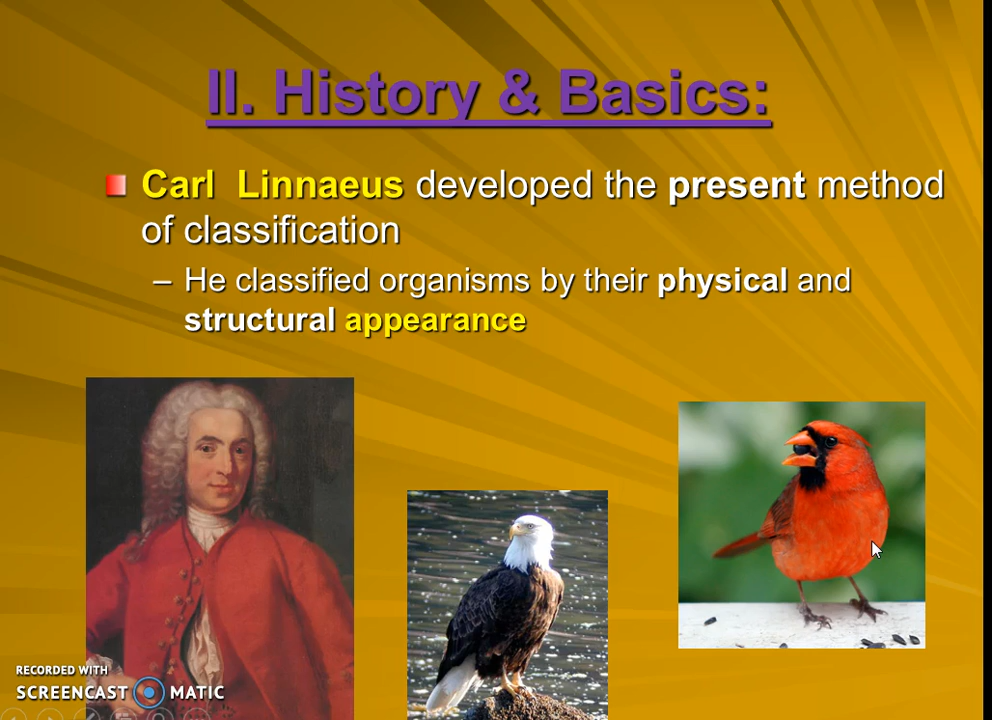 II. History & Basics:
Carl Linnaeus developed the present method
of classification
– He classified organisms by their physical and
structural appearance
RECORDED WITH
SCREENCAST MATIC